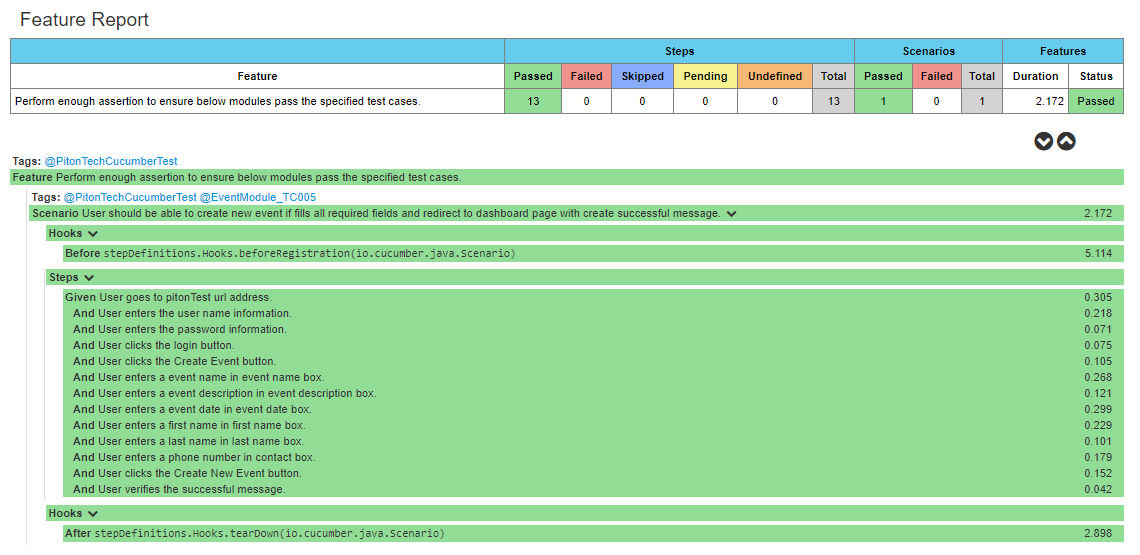 Feature Report
Steps Scenarios Features
Feature Passed Failed Skipped Pending Undefined Total Passed Failed Total Duration Status
Perform enough assertion to ensure below modules pass the specified test cases. 13 0 0 0 0 13 1 0 1 2.172 Passed
Tags: @PitonTechCucumberTest
Feature Perform enough assertion to ensure below modules pass the specified test cases.
Tags: @PitonTechCucumberTest @EventModule_TC005
Scenario User should be able to create new event if fills all required fields and redirect to dashboard page with create successful message. 2.172
Hooks
Before stepDefinitions.Hooks.beforeRegistration(io.cucumber.java.Scenario) 5.114
Steps
Given User goes to pitonTest url address. 0.305
And User enters the user name information. 0.218
And User enters the password information. 0.071
And User clicks the login button. 0.075
And User clicks the Create Event button. 0.105
And User enters a event name in event name box. 0.268
And User enters a event description in event description box. 0.121
And User enters a event date in event date box. 0.299
And User enters a first name in first name box. 0.229
And User enters a last name in last name box. 0.101
And User enters a phone number in contact box. 0.179
And User clicks the Create New Event button. 0.152
And User verifies the successful message. 0.042
Hooks
After stepDefinitions.Hooks.tearDown(io.cucumber.java.Scenario) 2.898